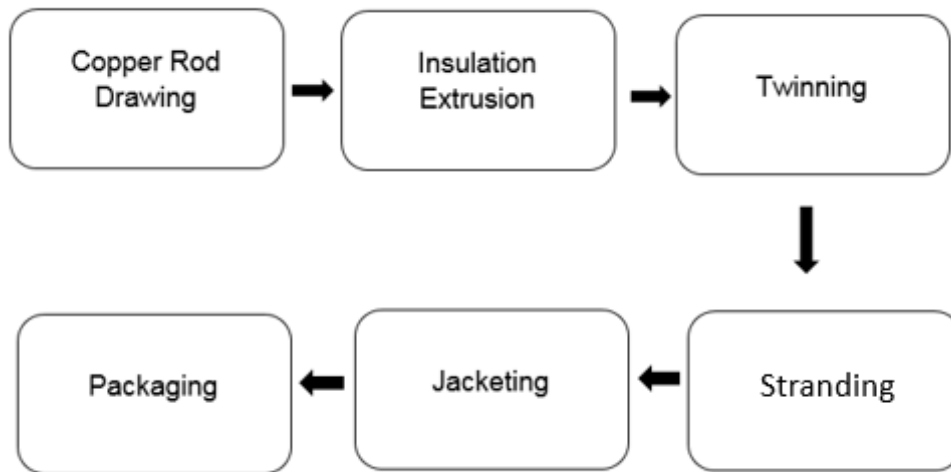 Copper Rod
Drawing
Insulation
Extrusion
Twinning
Stranding
Jacketing
Packaging